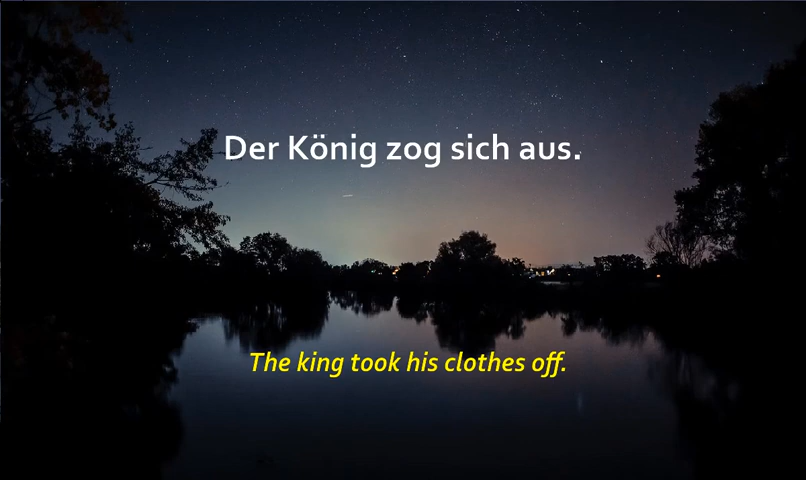 Der König zog sich aus.
The king took his clothes off.